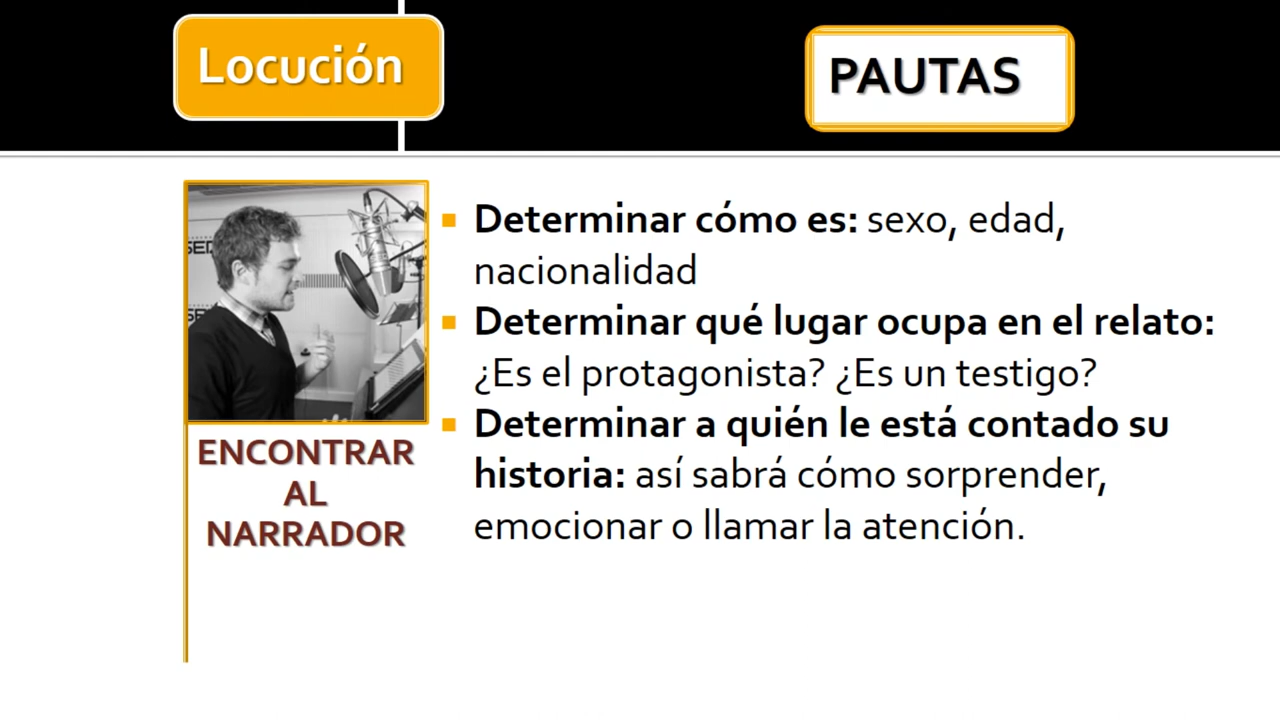 Locución
PAUTAS
Determinar cómo es: sexo, edad,
nacionalidad
Determinar qué lugar ocupa en el relato:
¿Es el protagonista? ¿Es un testigo?
Determinar a quién le está contado su
historia: así sabrá cómo sorprender,
emocionar o llamar la atención.
ENCONTRAR
AL
NARRADOR